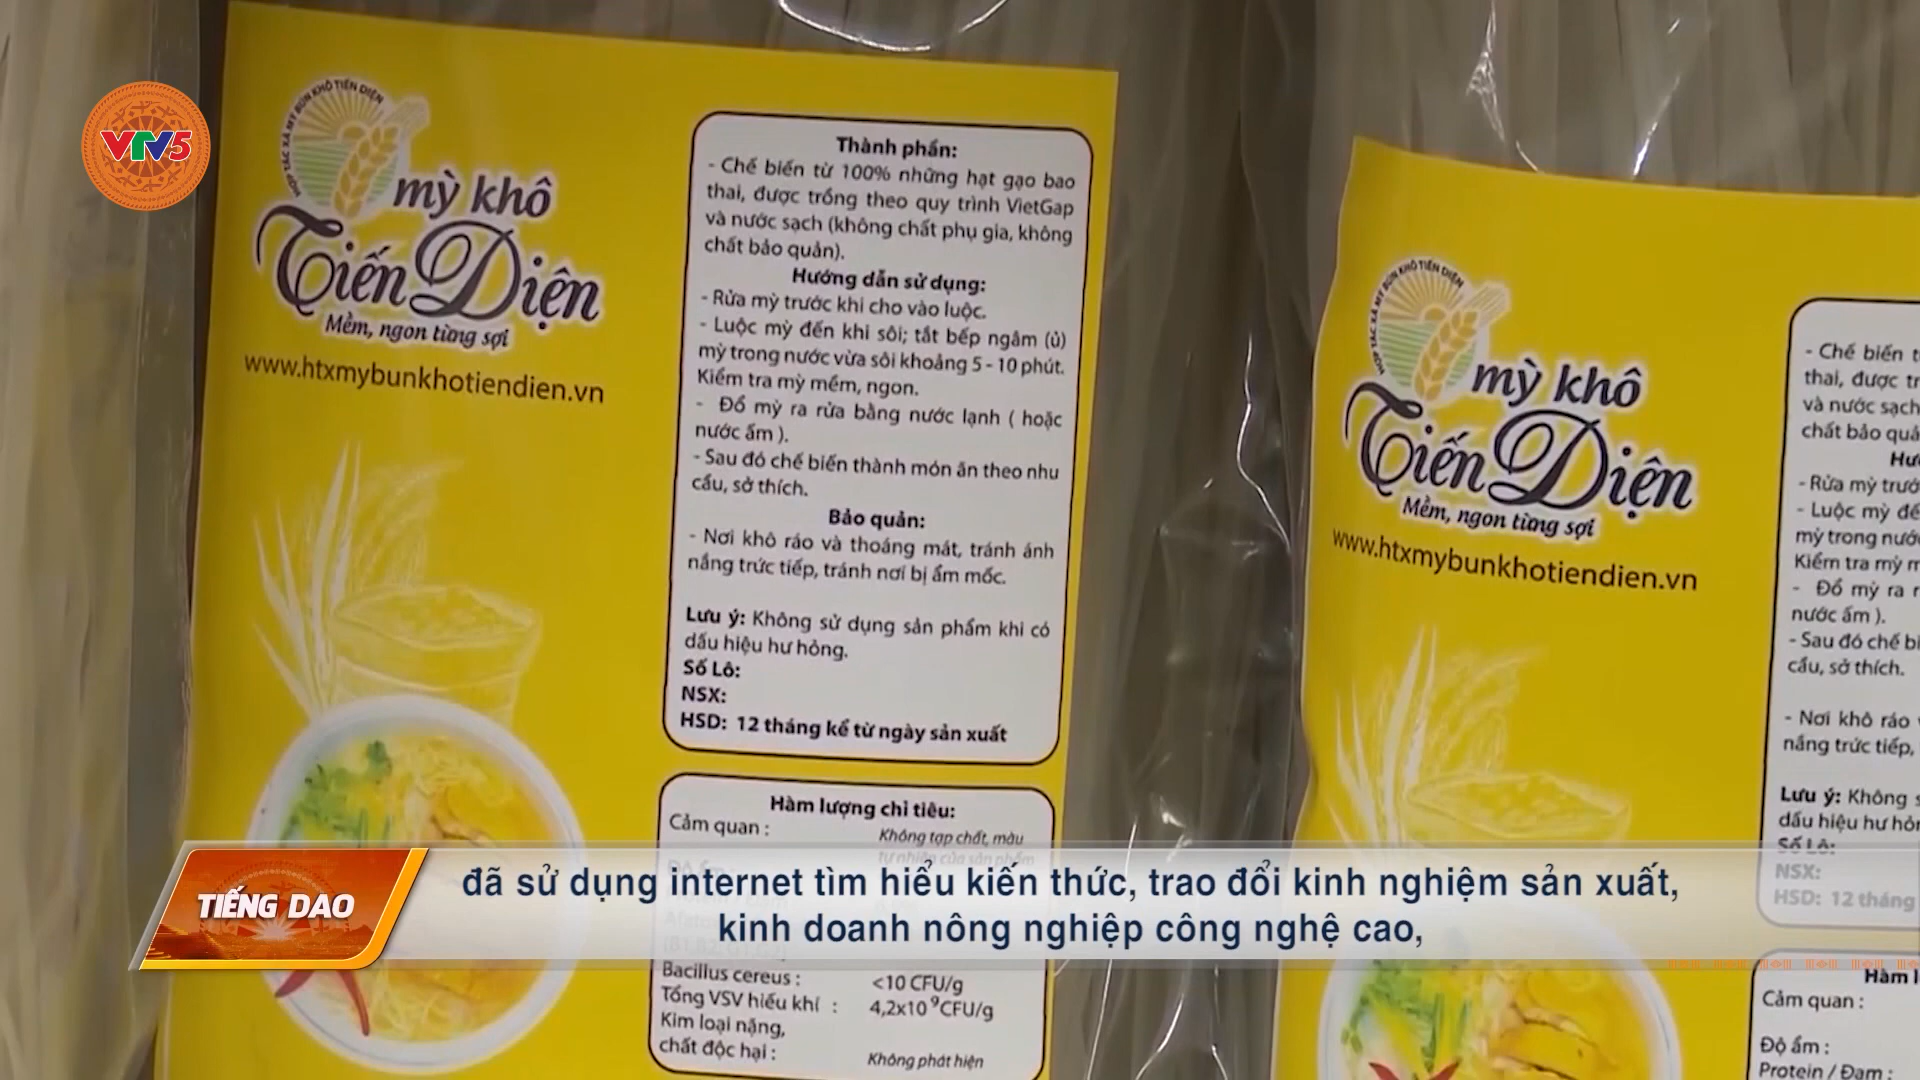 VTV5
HỢP TÁC XÃ MỲ BÚN KHÔ TIẾN DIỆN
mỳ khô
Tiến Diện
Mềm, ngon từng sợi
www.htxmybunkhotiendien.vn
Thành phần:
- Chế biến từ 100% những hạt gạo bao
thai, được trồng theo quy trình VietGap
và nước sạch (không chất phụ gia, không
chất bảo quản).
Hướng dẫn sử dụng:
- Rửa mỳ trước khi cho vào luộc.
- Luộc mỳ đến khi sôi; tắt bếp ngâm (ủ)
mỳ trong nước vừa sôi khoảng 5 - 10 phút.
Kiểm tra mỳ mềm, ngon.
- Đổ mỳ ra rửa bằng nước lạnh ( hoặc
nước ấm ).
- Sau đó chế biến thành món ăn theo nhu
cầu, sở thích.
Bảo quản:
- Nơi khô ráo và thoáng mát, tránh ánh
nắng trực tiếp, tránh nơi bị ẩm mốc.
Lưu ý: Không sử dụng sản phẩm khi có
dấu hiệu hư hỏng.
Số Lô:
NSX:
HSD: 12 tháng kể từ ngày sản xuất
Hàm lượng chỉ tiêu:
Cảm quan : Không tạp chất, màu
tự nhiên của sản phẩm
Bacillus cereus : <10 CFU/g
Tổng VSV hiếu khí : 4,2x10⁹CFU/g
Kim loại nặng,
chất độc hại : Không phát hiện
HỢP TÁC XÃ MỲ BÚN KHÔ TIẾN DIỆN
mỳ khô
Tiến Diện
Mềm, ngon từng sợi
www.htxmybunkhotiendien.vn
- Chế biến
thai, được
và nước sạch
chất bảo
- Rửa mỳ
- Luộc mỳ
mỳ trong
Kiểm tra mỳ
- Đổ mỳ ra
nước ấm ).
- Sau đó chế
cầu, sở thích.
- Nơi khô ráo
nắng trực tiếp,
Lưu ý: Không
dấu hiệu hư
Số Lô:
NSX:
HSD: 12 tháng
Hàm
Cảm quan :
Độ ẩm :
Protein / Đạm :
TIẾNG DAO
đã sử dụng internet tìm hiểu kiến thức, trao đổi kinh nghiệm sản xuất,
kinh doanh nông nghiệp công nghệ cao,